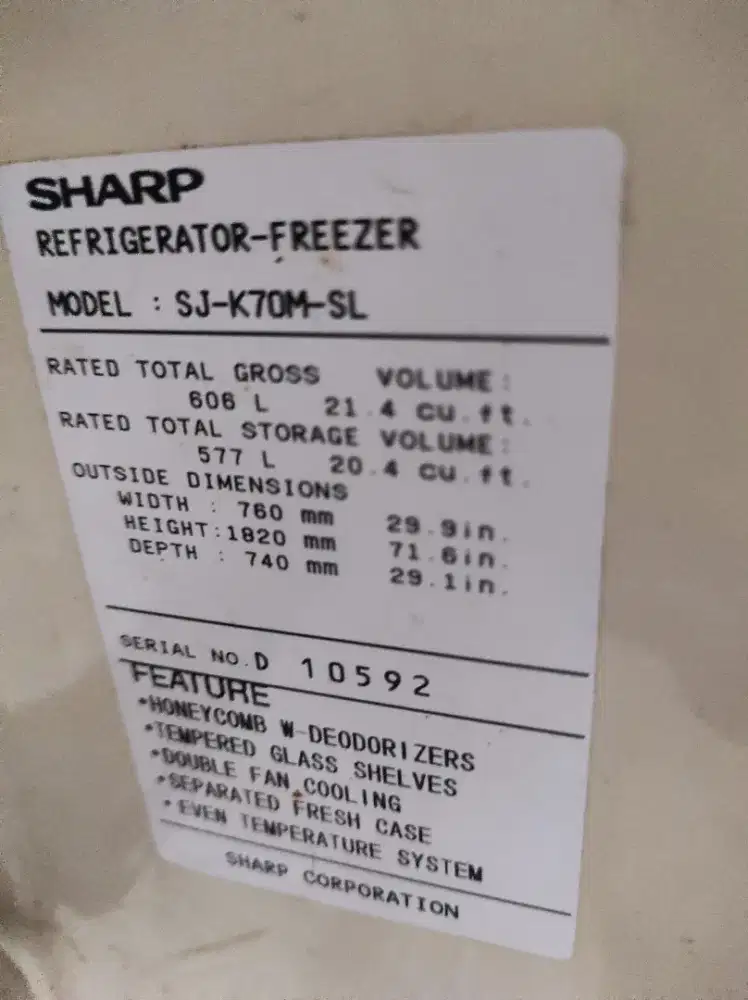 SHARP
REFRIGERATOR-FREEZER
MODEL : SJ-K70M-SL
RATED TOTAL GROSS VOLUME:
606 L 21.4 cu.ft.
RATED TOTAL STORAGE VOLUME:
577 L 20.4 cu.ft.
OUTSIDE DIMENSIONS
WIDTH : 760 mm 29.9in.
HEIGHT:1820 mm 71.6in.
DEPTH : 740 mm 29.1in.
SERIAL NO.D 10592
FEATURE
*HONEYCOMB W-DEODORIZERS
*TEMPERED GLASS SHELVES
*DOUBLE FAN COOLING
*SEPARATED FRESH CASE
*EVEN TEMPERATURE SYSTEM
SHARP CORPORATION